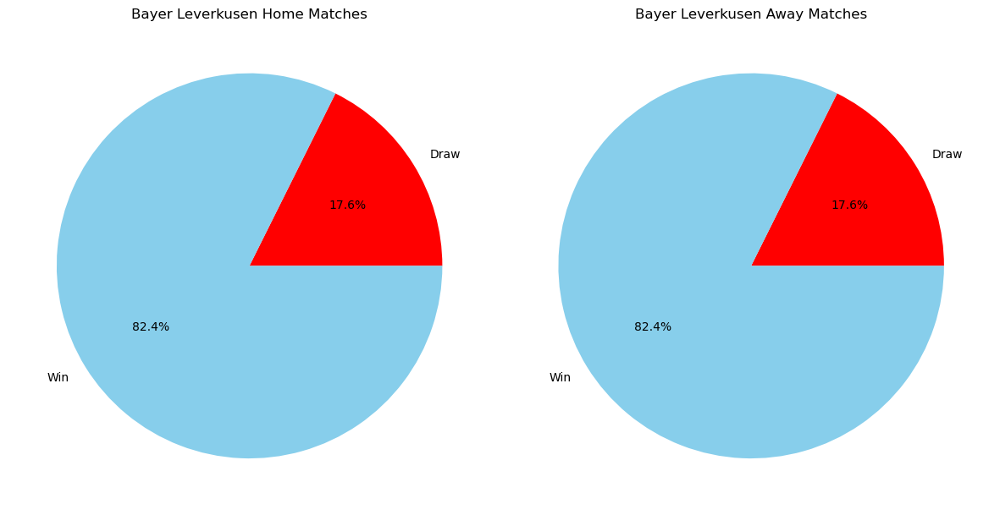 Bayer Leverkusen Home Matches
Draw
17.6%
82.4%
Win
Bayer Leverkusen Away Matches
Draw
17.6%
82.4%
Win